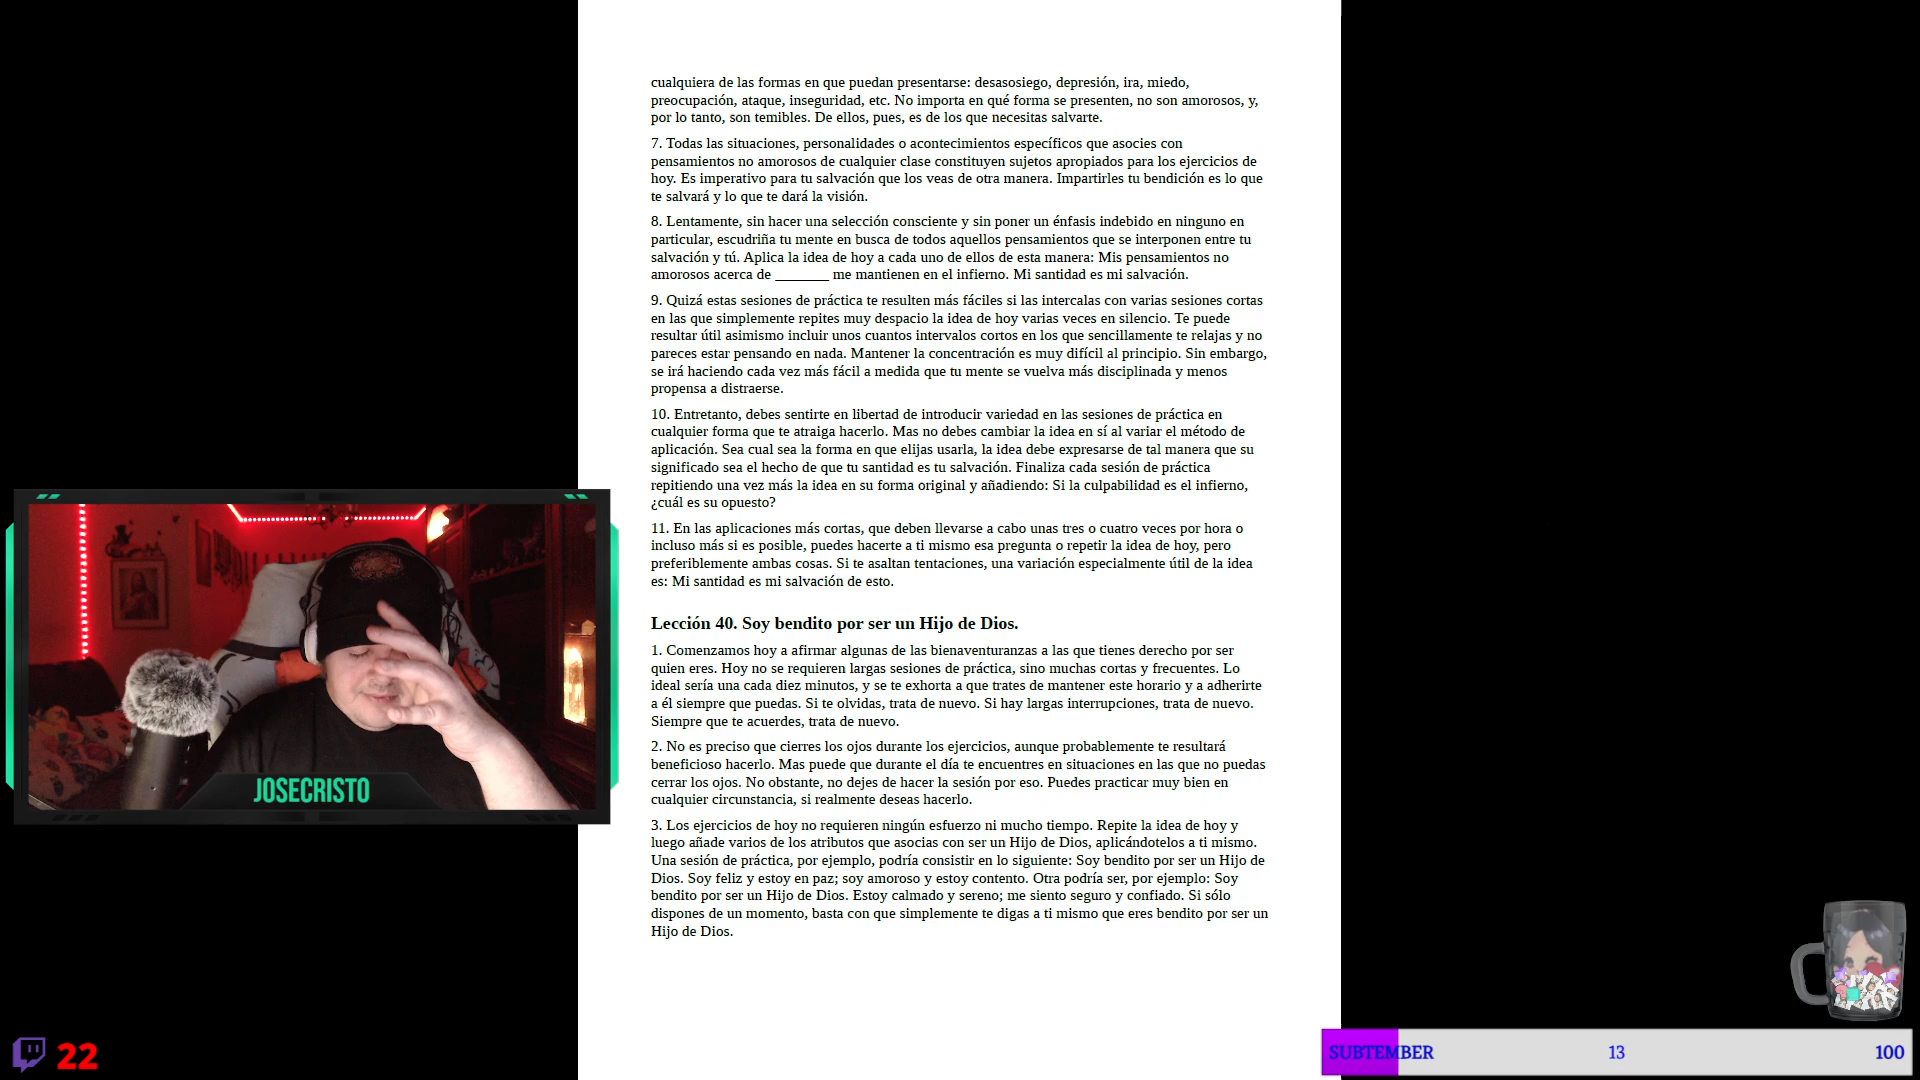 cualquiera de las formas en que puedan presentarse: desasosiego, depresión, ira, miedo,
preocupación, ataque, inseguridad, etc. No importa en qué forma se presenten, no son amorosos, y,
por lo tanto, son temibles. De ellos, pues, es de los que necesitas salvarte.
7. Todas las situaciones, personalidades o acontecimientos específicos que asocies con
pensamientos no amorosos de cualquier clase constituyen sujetos apropiados para los ejercicios de
hoy. Es imperativo para tu salvación que los veas de otra manera. Impartirles tu bendición es lo que
te salvará y lo que te dará la visión.
8. Lentamente, sin hacer una selección consciente y sin poner un énfasis indebido en ninguno en
particular, escudriña tu mente en busca de todos aquellos pensamientos que se interponen entre tu
salvación y tú. Aplica la idea de hoy a cada uno de ellos de esta manera: Mis pensamientos no
amorosos acerca de _______ me mantienen en el infierno. Mi santidad es mi salvación.
9. Quizá estas sesiones de práctica te resulten más fáciles si las intercalas con varias sesiones cortas
en las que simplemente repites muy despacio la idea de hoy varias veces en silencio. Te puede
resultar útil asimismo incluir unos cuantos intervalos cortos en los que sencillamente te relajas y no
pareces estar pensando en nada. Mantener la concentración es muy difícil al principio. Sin embargo,
se irá haciendo cada vez más fácil a medida que tu mente se vuelva más disciplinada y menos
propensa a distraerse.
10. Entretanto, debes sentirte en libertad de introducir variedad en las sesiones de práctica en
cualquier forma que te atraiga hacerlo. Mas no debes cambiar la idea en sí al variar el método de
aplicación. Sea cual sea la forma en que elijas usarla, la idea debe expresarse de tal manera que su
significado sea el hecho de que tu santidad es tu salvación. Finaliza cada sesión de práctica
repitiendo una vez más la idea en su forma original y añadiendo: Si la culpabilidad es el infierno,
¿cuál es su opuesto?
11. En las aplicaciones más cortas, que deben llevarse a cabo unas tres o cuatro veces por hora o
incluso más si es posible, puedes hacerte a ti mismo esa pregunta o repetir la idea de hoy, pero
preferiblemente ambas cosas. Si te asaltan tentaciones, una variación especialmente útil de la idea
es: Mi santidad es mi salvación de esto.
Lección 40. Soy bendito por ser un Hijo de Dios.
1. Comenzamos hoy a afirmar algunas de las bienaventuranzas a las que tienes derecho por ser
quien eres. Hoy no se requieren largas sesiones de práctica, sino muchas cortas y frecuentes. Lo
ideal sería una cada diez minutos, y se te exhorta a que trates de mantener este horario y a adherirte
a él siempre que puedas. Si te olvidas, trata de nuevo. Si hay largas interrupciones, trata de nuevo.
Siempre que te acuerdes, trata de nuevo.
2. No es preciso que cierres los ojos durante los ejercicios, aunque probablemente te resultará
beneficioso hacerlo. Mas puede que durante el día te encuentres en situaciones en las que no puedas
cerrar los ojos. No obstante, no dejes de hacer la sesión por eso. Puedes practicar muy bien en
cualquier circunstancia, si realmente deseas hacerlo.
3. Los ejercicios de hoy no requieren ningún esfuerzo ni mucho tiempo. Repite la idea de hoy y
luego añade varios de los atributos que asocias con ser un Hijo de Dios, aplicándotelos a ti mismo.
Una sesión de práctica, por ejemplo, podría consistir en lo siguiente: Soy bendito por ser un Hijo de
Dios. Soy feliz y estoy en paz; soy amoroso y estoy contento. Otra podría ser, por ejemplo: Soy
bendito por ser un Hijo de Dios. Estoy calmado y sereno; me siento seguro y confiado. Si sólo
dispones de un momento, basta con que simplemente te digas a ti mismo que eres bendito por ser un
Hijo de Dios.
JOSECRISTO
22
SUBTEMBER 13 100